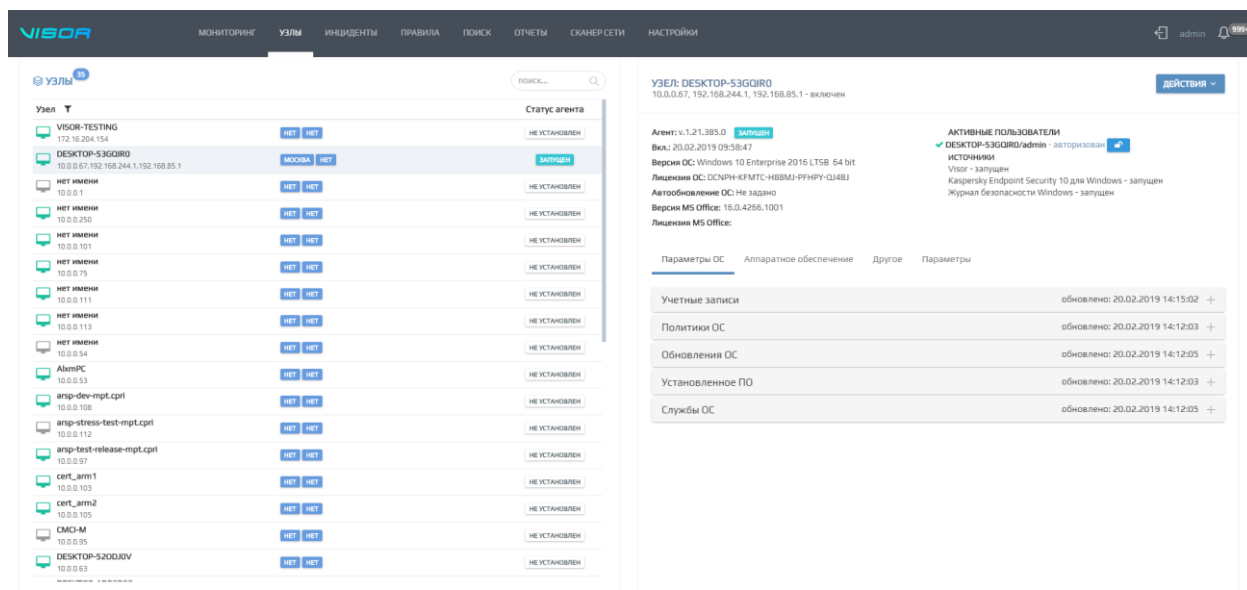 VISOR
МОНИТОРИНГ УЗЛЫ ИНЦИДЕНТЫ ПРАВИЛА ПОИСК ОТЧЕТЫ СКАНЕР СЕТИ НАСТРОЙКИ
admin 999+
УЗЛЫ 35
поиск...
Узел Статус агента
VISOR-TESTING
172.16.204.154
НЕТ НЕТ НЕ УСТАНОВЛЕН
DESKTOP-53GQJR0
10.0.0.67,192.168.244.1,192.168.85.1
МОСКВА НЕТ ЗАПУЩЕН
нет имени
10.0.0.1
НЕТ НЕТ НЕ УСТАНОВЛЕН
нет имени
10.0.0.250
НЕТ НЕТ НЕ УСТАНОВЛЕН
нет имени
10.0.0.101
НЕТ НЕТ НЕ УСТАНОВЛЕН
нет имени
10.0.0.75
НЕТ НЕТ НЕ УСТАНОВЛЕН
нет имени
10.0.0.111
НЕТ НЕТ НЕ УСТАНОВЛЕН
нет имени
10.0.0.113
НЕТ НЕТ НЕ УСТАНОВЛЕН
нет имени
10.0.0.54
НЕТ НЕТ НЕ УСТАНОВЛЕН
AlxmPC
10.0.0.53
НЕТ НЕТ НЕ УСТАНОВЛЕН
arsp-dev-mpt.cpri
10.0.0.108
НЕТ НЕТ НЕ УСТАНОВЛЕН
arsp-stress-test-mpt.cpri
10.0.0.112
НЕТ НЕТ НЕ УСТАНОВЛЕН
arsp-test-release-mpt.cpri
10.0.0.97
НЕТ НЕТ НЕ УСТАНОВЛЕН
cert_arm1
10.0.0.103
НЕТ НЕТ НЕ УСТАНОВЛЕН
cert_arm2
10.0.0.105
НЕТ НЕТ НЕ УСТАНОВЛЕН
CMCI-M
10.0.0.95
НЕТ НЕТ НЕ УСТАНОВЛЕН
DESKTOP-52ODJ0V
10.0.0.63
НЕТ НЕТ НЕ УСТАНОВЛЕН
УЗЕЛ: DESKTOP-53GQJR0
10.0.0.67, 192.168.244.1, 192.168.85.1 - включен
ДЕЙСТВИЯ
Агент: v.1.21.385.0 ЗАПУЩЕН
Вкл.: 20.02.2019 09:58:47
Версия ОС: Windows 10 Enterprise 2016 LTSB 64 bit
Лицензия ОС: DCNPH-KFMTC-H88MJ-PFHPY-QJ4BJ
Автообновление ОС: Не задано
Версия MS Office: 16.0.4266.1001
Лицензия MS Office:
АКТИВНЫЕ ПОЛЬЗОВАТЕЛИ
DESKTOP-53GQJR0/admin - авторизован
ИСТОЧНИКИ
Visor - запущен
Kaspersky Endpoint Security 10 для Windows - запущен
Журнал безопасности Windows - запущен
Параметры ОС Аппаратное обеспечение Другое Параметры
Учетные записи обновлено: 20.02.2019 14:15:02
Политики ОС обновлено: 20.02.2019 14:12:03
Обновления ОС обновлено: 20.02.2019 14:12:05
Установленное ПО обновлено: 20.02.2019 14:12:03
Службы ОС обновлено: 20.02.2019 14:12:05